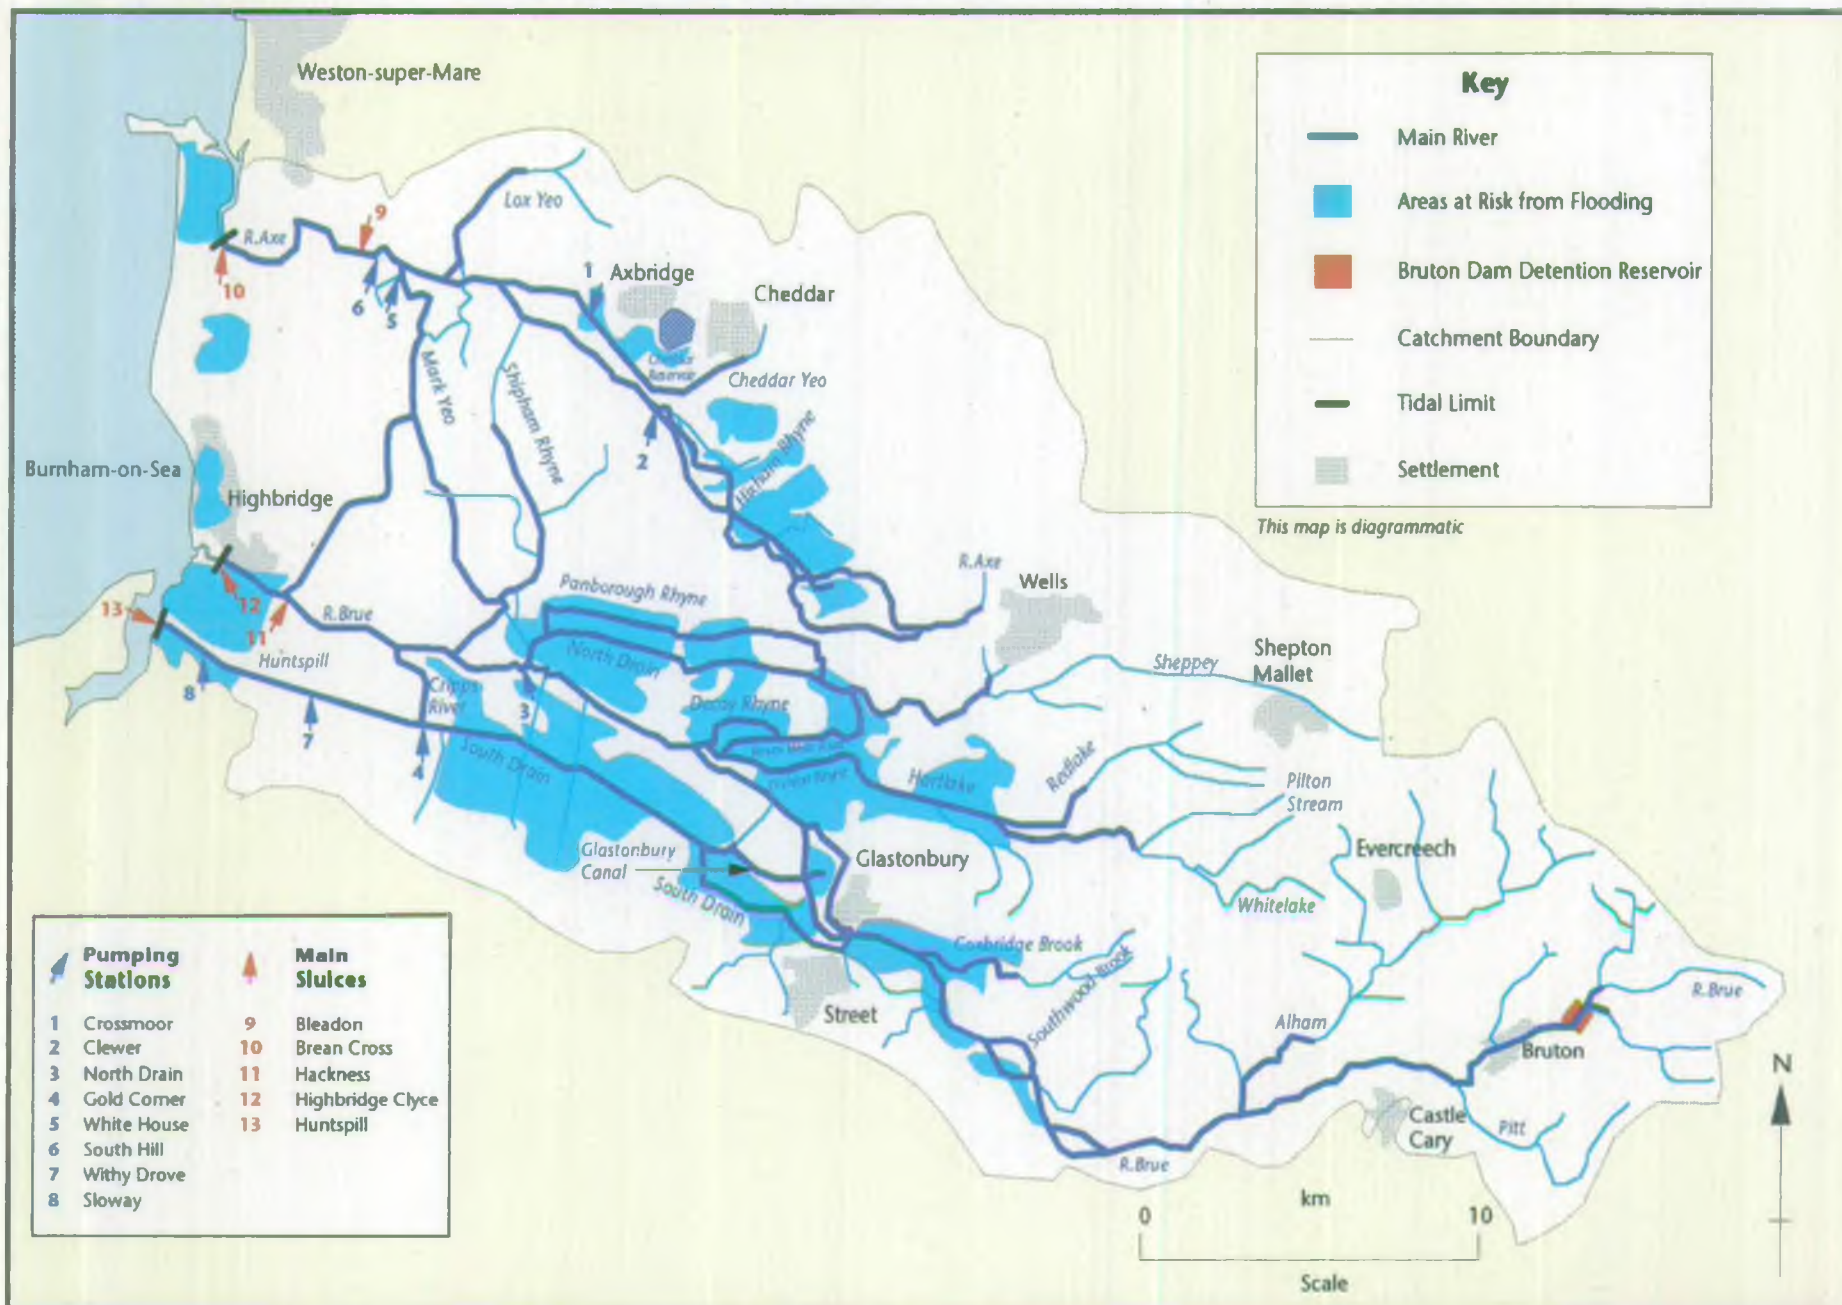 Weston-super-Mare
Key
Main River
Areas at Risk from Flooding
Bruton Dam Detention Reservoir
Catchment Boundary
Tidal Limit
Settlement
This map is diagrammatic
Lox Yeo
R.Axe
9
10
6
5
1
Axbridge
Cheddar
Reservoir
Cheddar Yeo
Mark Yeo
Shipham Rhyne
2
Hixham Rhyne
Burnham-on-Sea
Highbridge
R.Axe
Wells
Panborough Rhyne
13
12
11
R.Brue
Huntspill
North Drain
Sheppey
Shepton
Mallet
8
Cripps
River
3
Decoy Rhyne
7
4
South Drain
Hartlake
Redlake
Pilton
Stream
Glastonbury
Canal
Glastonbury
Evercreech
South Drain
Whitelake
Coxbridge Brook
Southwood Brook
Street
Alham
R.Brue
Bruton
Castle
Cary
Pitt
R.Brue
N
km
0 10
Scale
Pumping
Stations
1 Crossmoor
2 Clewer
3 North Drain
4 Gold Corner
5 White House
6 South Hill
7 Withy Drove
8 Sloway
Main
Sluices
9 Bleadon
10 Brean Cross
11 Hackness
12 Highbridge Clyce
13 Huntspill